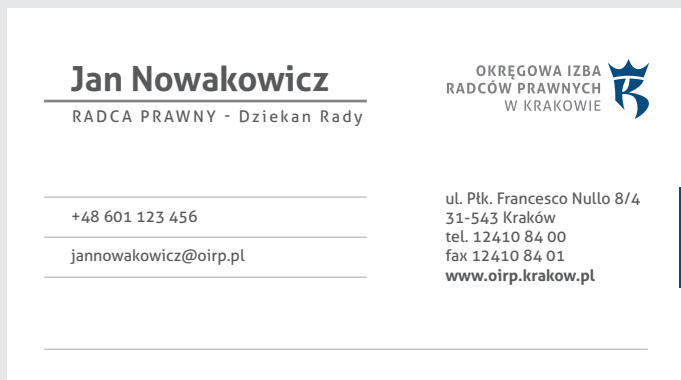 Jan Nowakowicz
RADCA PRAWNY - Dziekan Rady
OKRĘGOWA IZBA
RADCÓW PRAWNYCH
W KRAKOWIE
+48 601 123 456
jannowakowicz@oirp.pl
ul. Płk. Francesco Nullo 8/4
31-543 Kraków
tel. 12410 84 00
fax 12410 84 01
www.oirp.krakow.pl